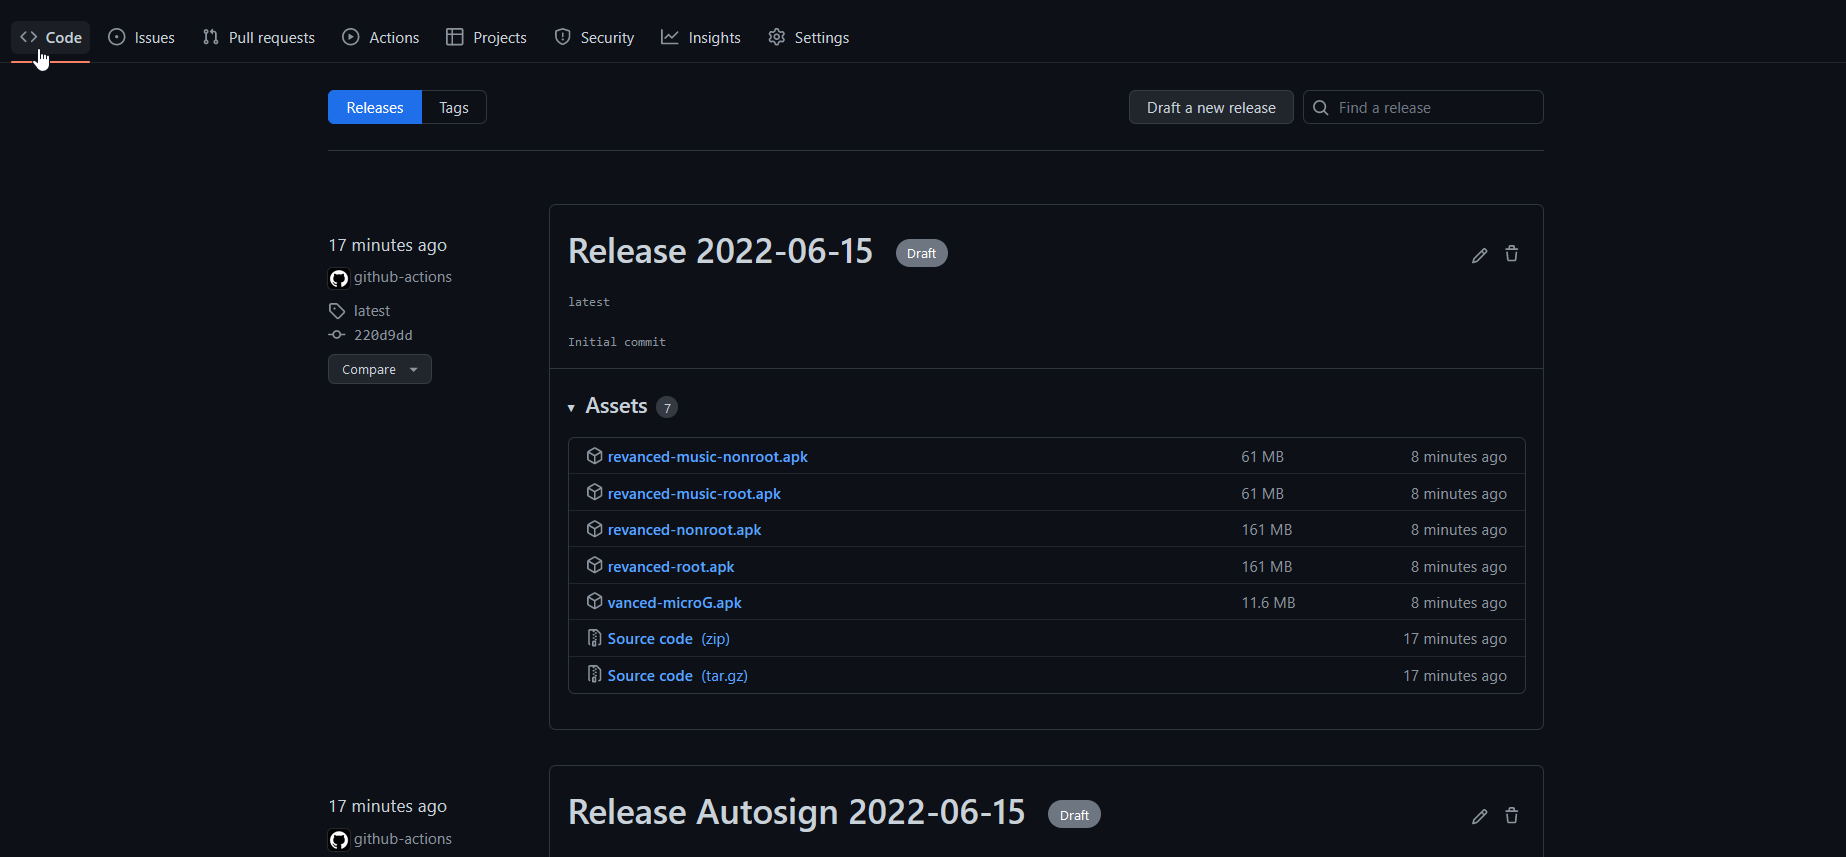 Code Issues Pull requests Actions Projects Security Insights Settings
Releases Tags Draft a new release Find a release
17 minutes ago
github-actions
latest
220d9dd
Compare
Release 2022-06-15 Draft
latest
Initial commit
Assets 7
revanced-music-nonroot.apk 61 MB 8 minutes ago
revanced-music-root.apk 61 MB 8 minutes ago
revanced-nonroot.apk 161 MB 8 minutes ago
revanced-root.apk 161 MB 8 minutes ago
vanced-microG.apk 11.6 MB 8 minutes ago
Source code (zip) 17 minutes ago
Source code (tar.gz) 17 minutes ago
17 minutes ago
github-actions
Release Autosign 2022-06-15 Draft